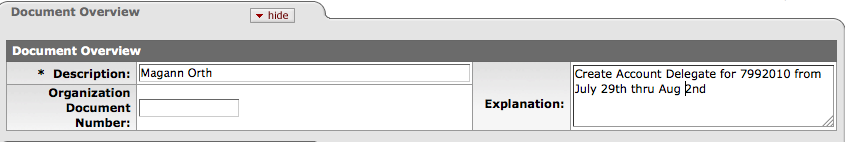 Document Overview
hide
Document Overview
* Description: Magann Orth
Explanation: Create Account Delegate for 7992010 from
July 29th thru Aug 2nd
Organization
Document
Number: